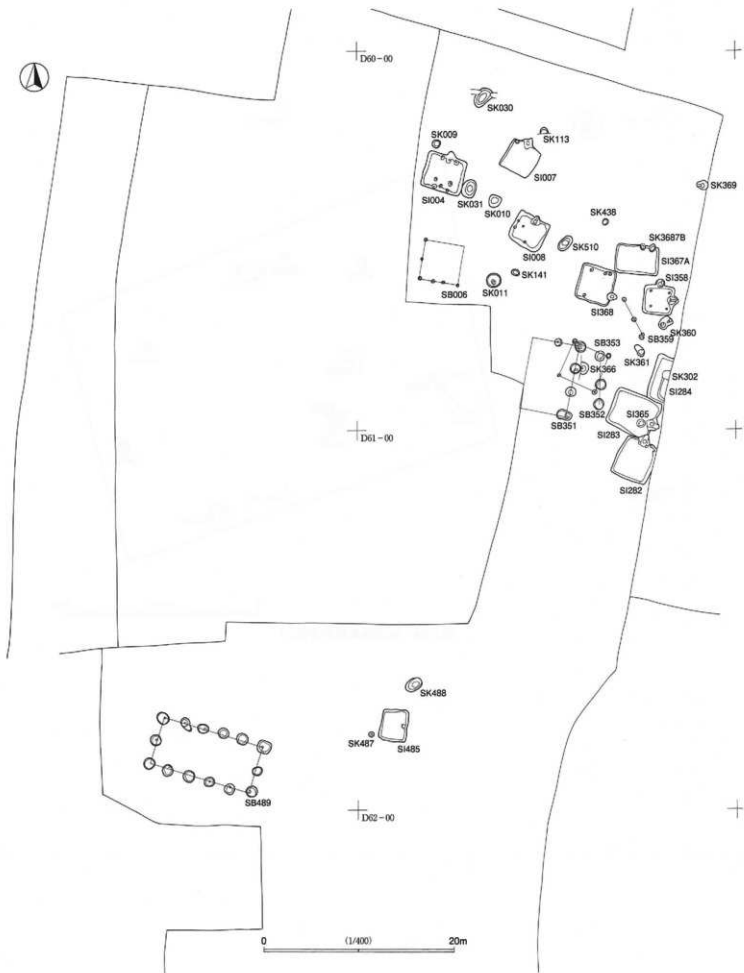 D60-00
SK030
SK009
SK113
SI007
SI004
SK031
SK369
SK010
SK438
SI008
SK510
SK3687B
SI367A
SB006
SK011
SK141
SI358
SI368
SK360
SB359
SB353
SK361
SK366
SK302
SI284
SB352
SB351
SI365
SI283
D61-00
SI282
SK488
SK487
SI485
SB489
D62-00
0 (1/400) 20m